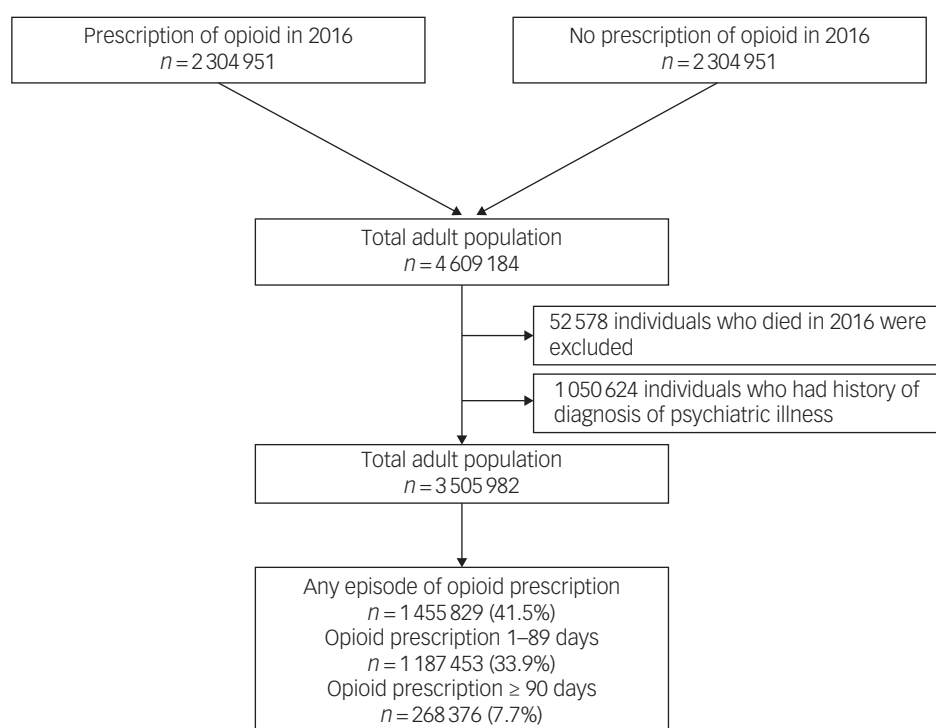 Prescription of opioid in 2016
n = 2 304 951
No prescription of opioid in 2016
n = 2 304 951
Total adult population
n = 4 609 184
52 578 individuals who died in 2016 were
excluded
1 050 624 individuals who had history of
diagnosis of psychiatric illness
Total adult population
n = 3 505 982
Any episode of opioid prescription
n = 1 455 829 (41.5%)
Opioid prescription 1–89 days
n = 1 187 453 (33.9%)
Opioid prescription ≥ 90 days
n = 268 376 (7.7%)